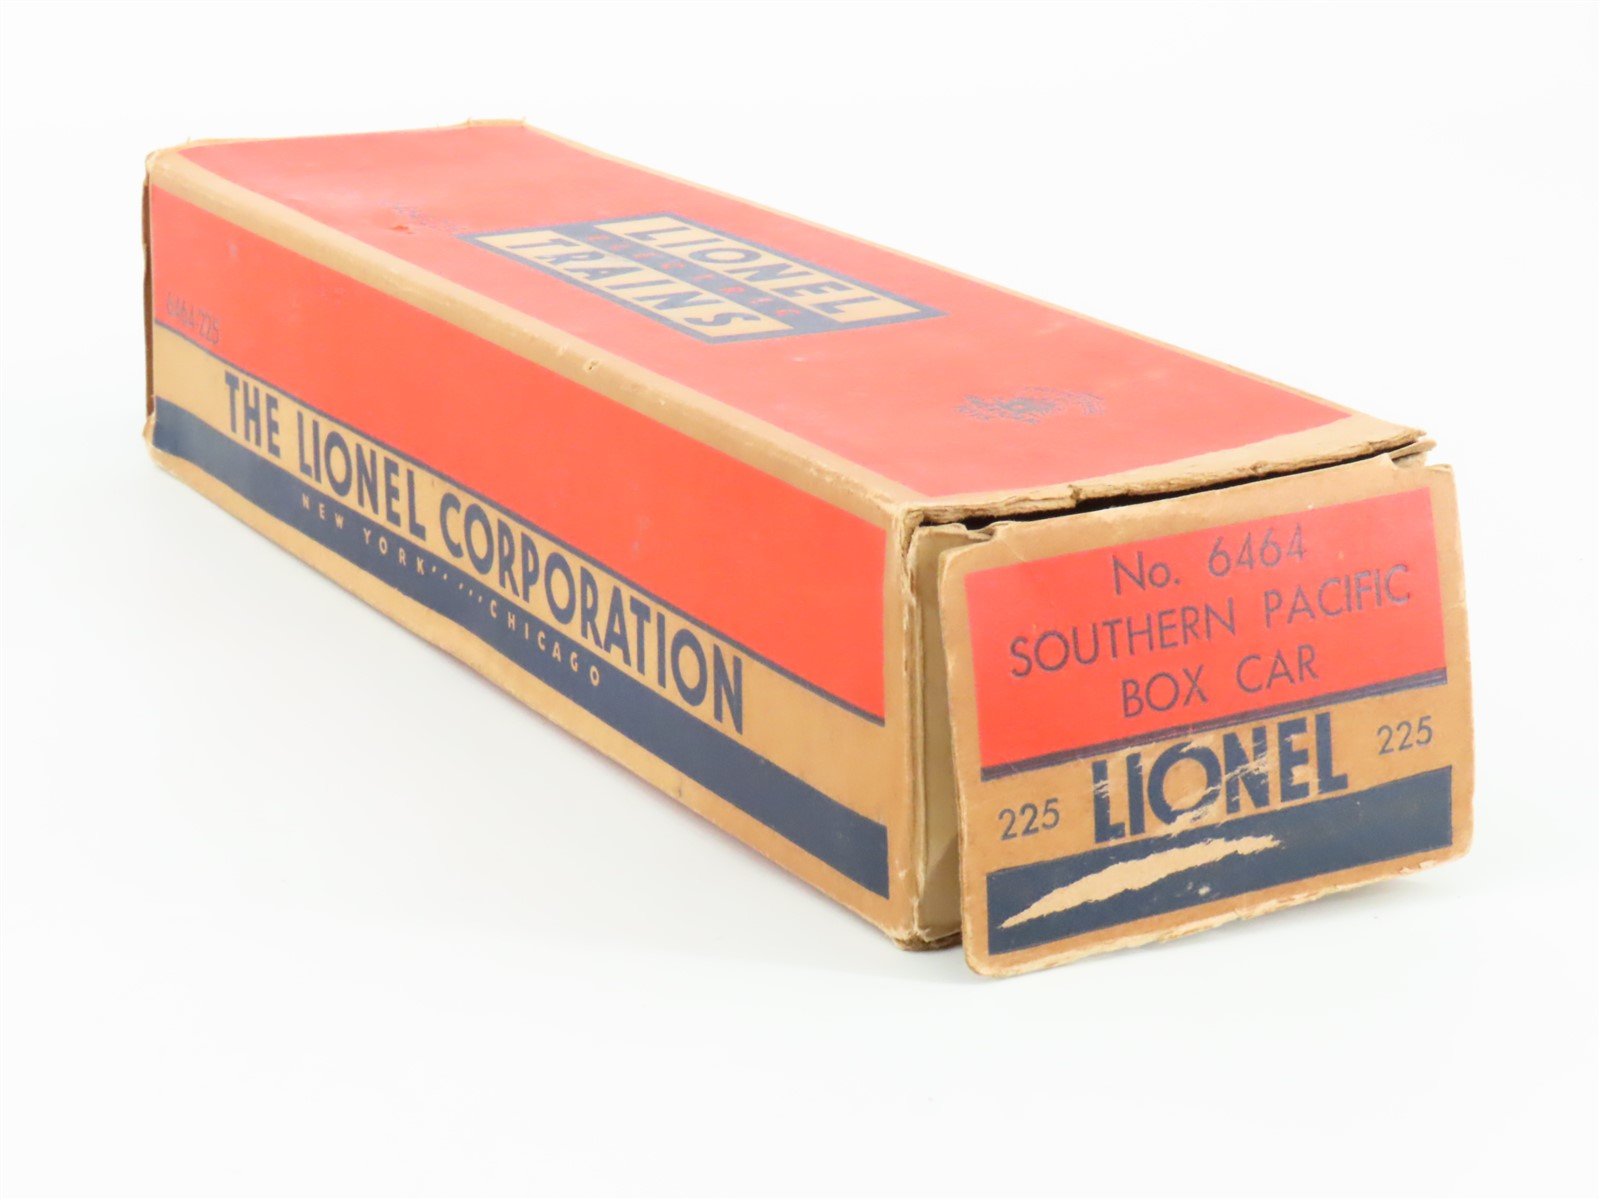 LIONEL
ELECTRIC
TRAINS
6464-225
THE LIONEL CORPORATION
NEW YORK ····· CHICAGO
No. 6464
SOUTHERN PACIFIC
BOX CAR
225 LIONEL 225